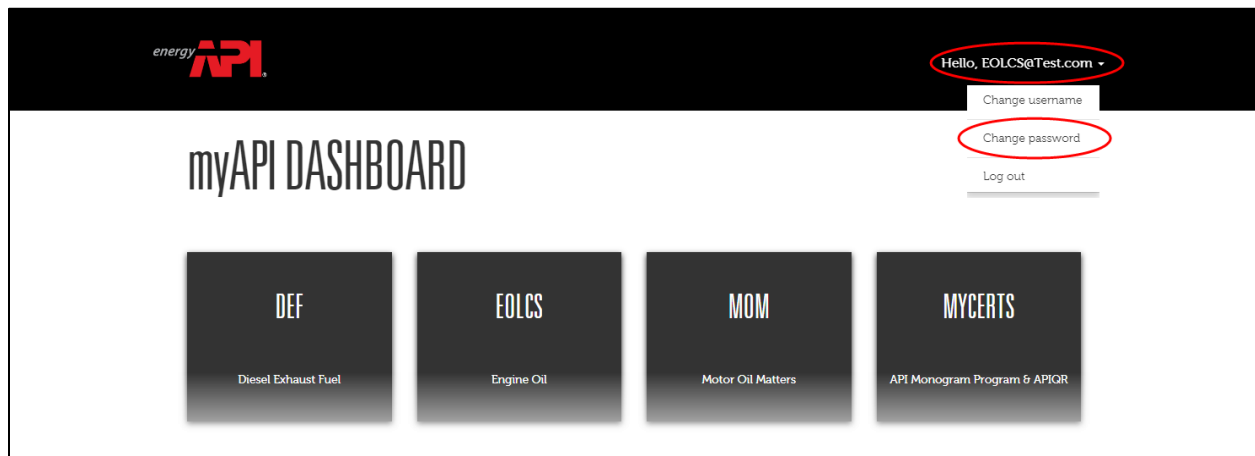 energy API
Hello, EOLCS@Test.com
Change username
Change password
Log out
myAPI DASHBOARD
DEF
Diesel Exhaust Fuel
EOLCS
Engine Oil
MOM
Motor Oil Matters
MYCERTS
API Monogram Program & APIQR